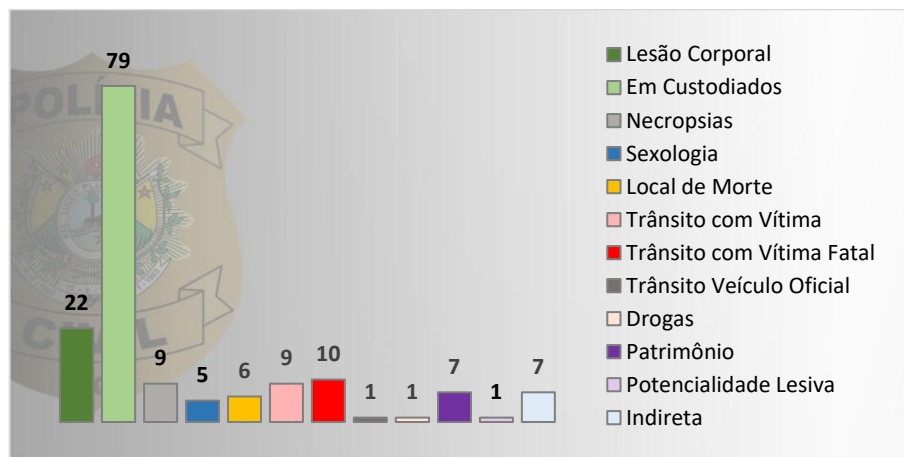 79
22
9
5
6
9
10
1
1
7
1
7
Lesão Corporal
Em Custodiados
Necropsias
Sexologia
Local de Morte
Trânsito com Vítima
Trânsito com Vítima Fatal
Trânsito Veículo Oficial
Drogas
Patrimônio
Potencialidade Lesiva
Indireta
POLÍCIA